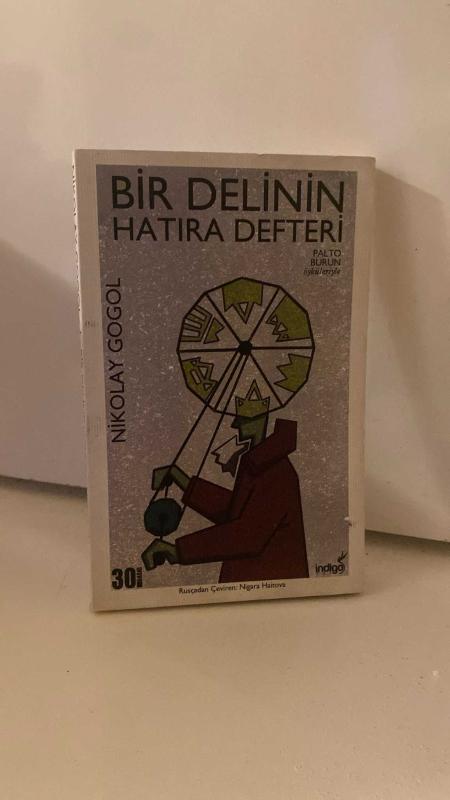 BİR DELİNİN
HATIRA DEFTERİ
PALTO
BURUN
öyküleriyle
NİKOLAY GOGOL
30
indigo
Rusçadan Çeviren: Nigara Haitova